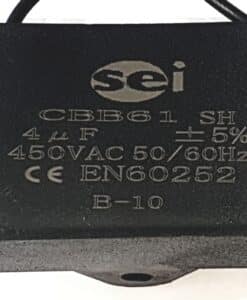 sei
CBB61 SH
4µF ±5%
450VAC 50/60Hz
CE EN60252
B-10